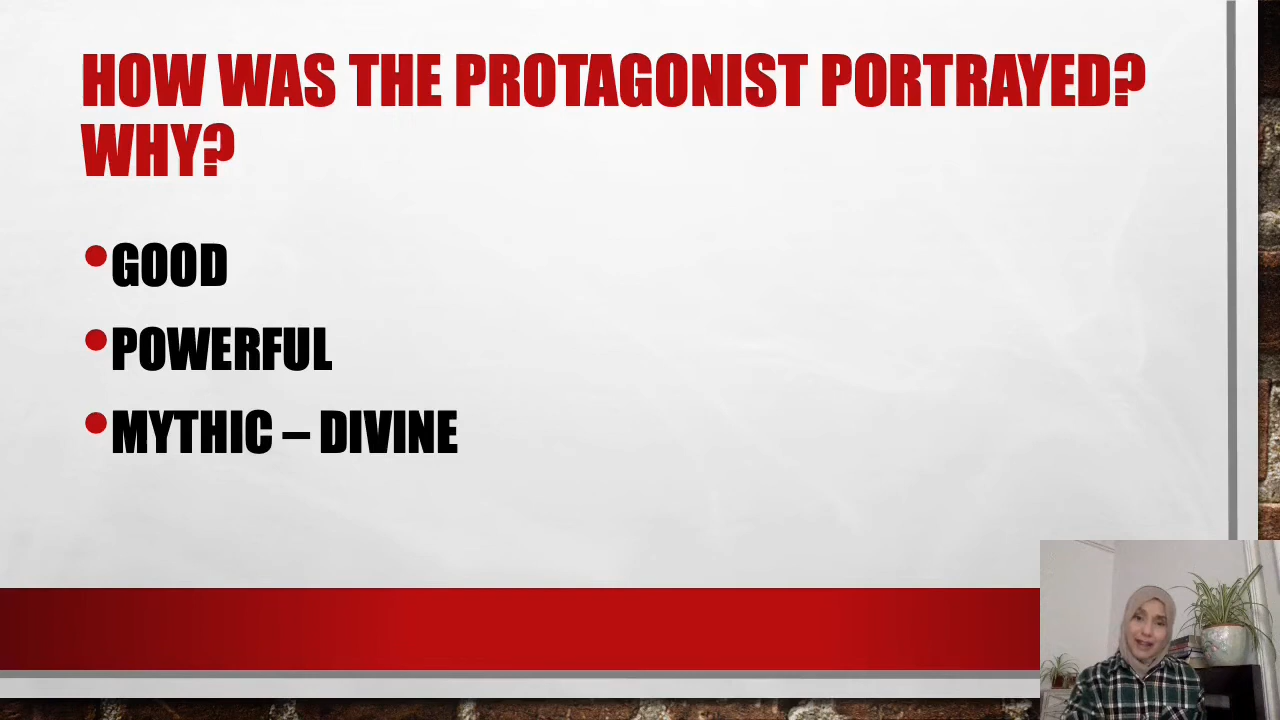 HOW WAS THE PROTAGONIST PORTRAYED?
WHY?
•GOOD
•POWERFUL
•MYTHIC – DIVINE